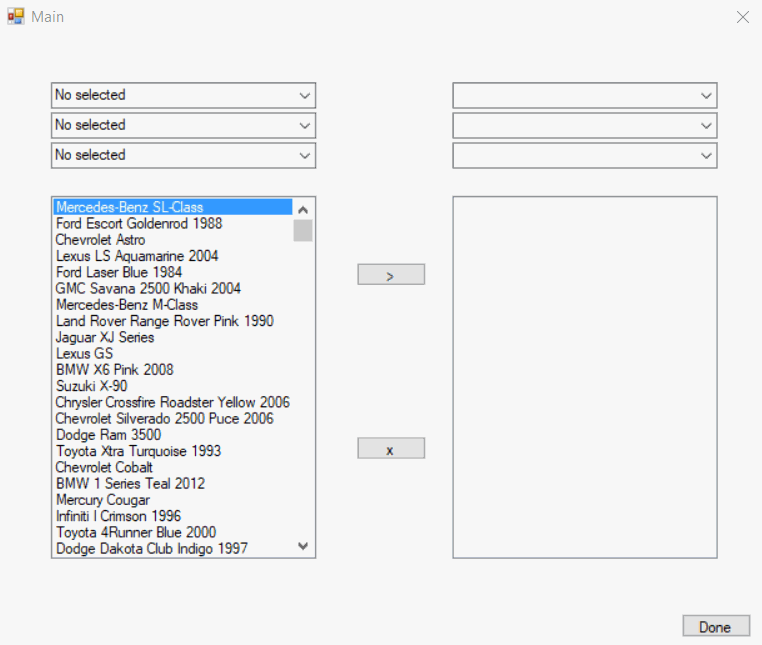 Main
No selected
No selected
No selected
Mercedes-Benz SL-Class
Ford Escort Goldenrod 1988
Chevrolet Astro
Lexus LS Aquamarine 2004
Ford Laser Blue 1984
GMC Savana 2500 Khaki 2004
Mercedes-Benz M-Class
Land Rover Range Rover Pink 1990
Jaguar XJ Series
Lexus GS
BMW X6 Pink 2008
Suzuki X-90
Chrysler Crossfire Roadster Yellow 2006
Chevrolet Silverado 2500 Puce 2006
Dodge Ram 3500
Toyota Xtra Turquoise 1993
Chevrolet Cobalt
BMW 1 Series Teal 2012
Mercury Cougar
Infiniti I Crimson 1996
Toyota 4Runner Blue 2000
Dodge Dakota Club Indigo 1997
>
x
Done